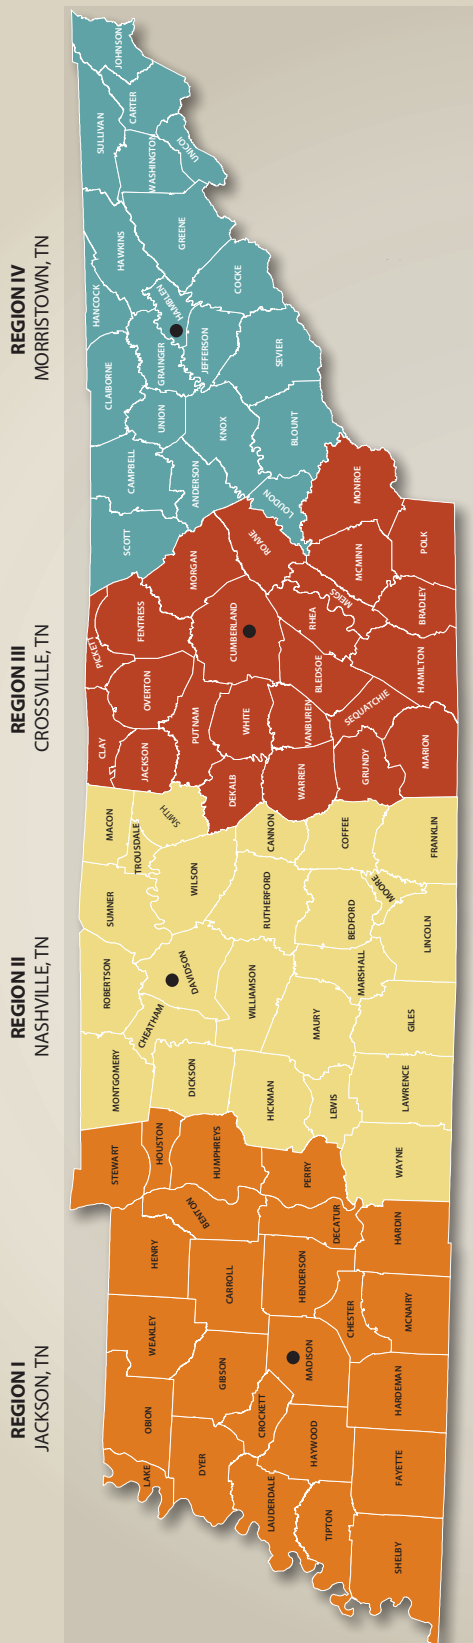 REGION I
JACKSON, TN
REGION II
NASHVILLE, TN
REGION III
CROSSVILLE, TN
REGION IV
MORRISTOWN, TN
LAKE
OBION
WEAKLEY
HENRY
STEWART
HOUSTON
HUMPHREYS
BENTON
CARROLL
GIBSON
DYER
CROCKETT
LAUDERDALE
HAYWOOD
MADISON
HENDERSON
DECATUR
PERRY
TIPTON
CHESTER
SHELBY
FAYETTE
HARDEMAN
MCNAIRY
HARDIN
MONTGOMERY
ROBERTSON
SUMNER
MACON
TROUSDALE
SMITH
CHEATHAM
DAVIDSON
WILSON
DICKSON
HICKMAN
WILLIAMSON
RUTHERFORD
CANNON
LEWIS
MAURY
MARSHALL
BEDFORD
COFFEE
MOORE
WAYNE
LAWRENCE
GILES
LINCOLN
FRANKLIN
CLAY
PICKETT
JACKSON
OVERTON
FENTRESS
PUTNAM
MORGAN
DEKALB
WHITE
CUMBERLAND
ROANE
WARREN
VANBUREN
BLEDSOE
RHEA
MEIGS
MONROE
GRUNDY
SEQUATCHIE
MCMINN
MARION
HAMILTON
BRADLEY
POLK
SCOTT
CAMPBELL
CLAIBORNE
HANCOCK
HAWKINS
SULLIVAN
JOHNSON
CARTER
ANDERSON
UNION
GRAINGER
HAMBLEN
WASHINGTON
UNICOI
GREENE
LOUDON
KNOX
JEFFERSON
COCKE
BLOUNT
SEVIER